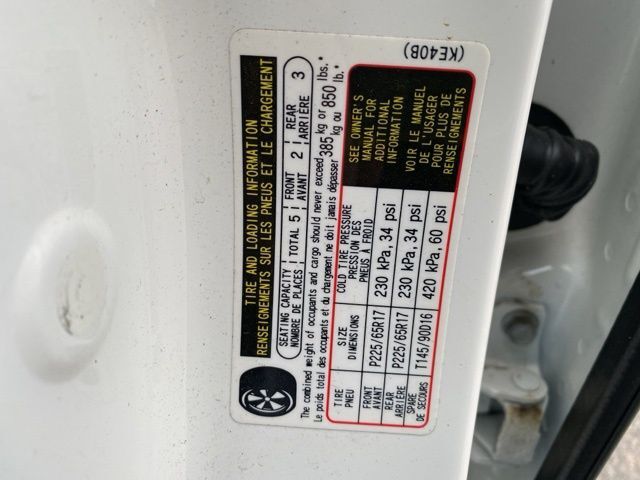 TIRE AND LOADING INFORMATION
RENSEIGNEMENTS SUR LES PNEUS ET LE CHARGEMENT
SEATING CAPACITY
NOMBRE DE PLACES
TOTAL 5
FRONT
AVANT
2
REAR
ARRIÈRE
3
The combined weight of occupants and cargo should never exceed 385 kg or 850 lbs.*
Le poids total des occupants et du chargement ne doit jamais dépasser kg ou lb.*
TIRE
PNEU
SIZE
DIMENSIONS
COLD TIRE PRESSURE
PRESSION DES
PNEUS À FROID
FRONT
AVANT
P225/65R17
230 kPa, 34 psi
REAR
ARRIÈRE
P225/65R17
230 kPa, 34 psi
SPARE
DE SECOURS
T145/90D16
420 kPa, 60 psi
SEE OWNER'S
MANUAL FOR
ADDITIONAL
INFORMATION
VOIR LE MANUEL
DE L'USAGER
POUR PLUS DE
RENSEIGNEMENTS
(KE40B)